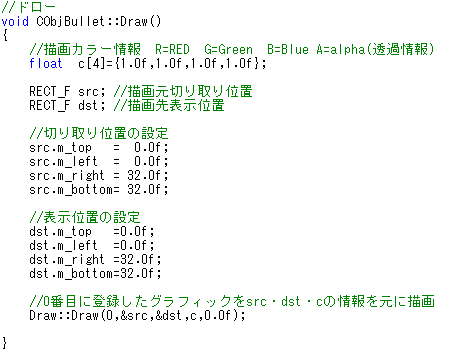 //ドロー
void CObjBullet::Draw()
{
//描画カラー情報  R=RED  G=Green  B=Blue A=alpha(透過情報)
float  c[4]={1.0f,1.0f,1.0f,1.0f};
RECT_F src; //描画元切り取り位置
RECT_F dst; //描画先表示位置
//切り取り位置の設定
src.m_top   =  0.0f;
src.m_left  =  0.0f;
src.m_right = 32.0f;
src.m_bottom= 32.0f;
//表示位置の設定
dst.m_top   =0.0f;
dst.m_left  =0.0f;
dst.m_right =32.0f;
dst.m_bottom=32.0f;
//0番目に登録したグラフィックをsrc・dst・cの情報を元に描画
Draw::Draw(0,&src,&dst,c,0.0f);
}